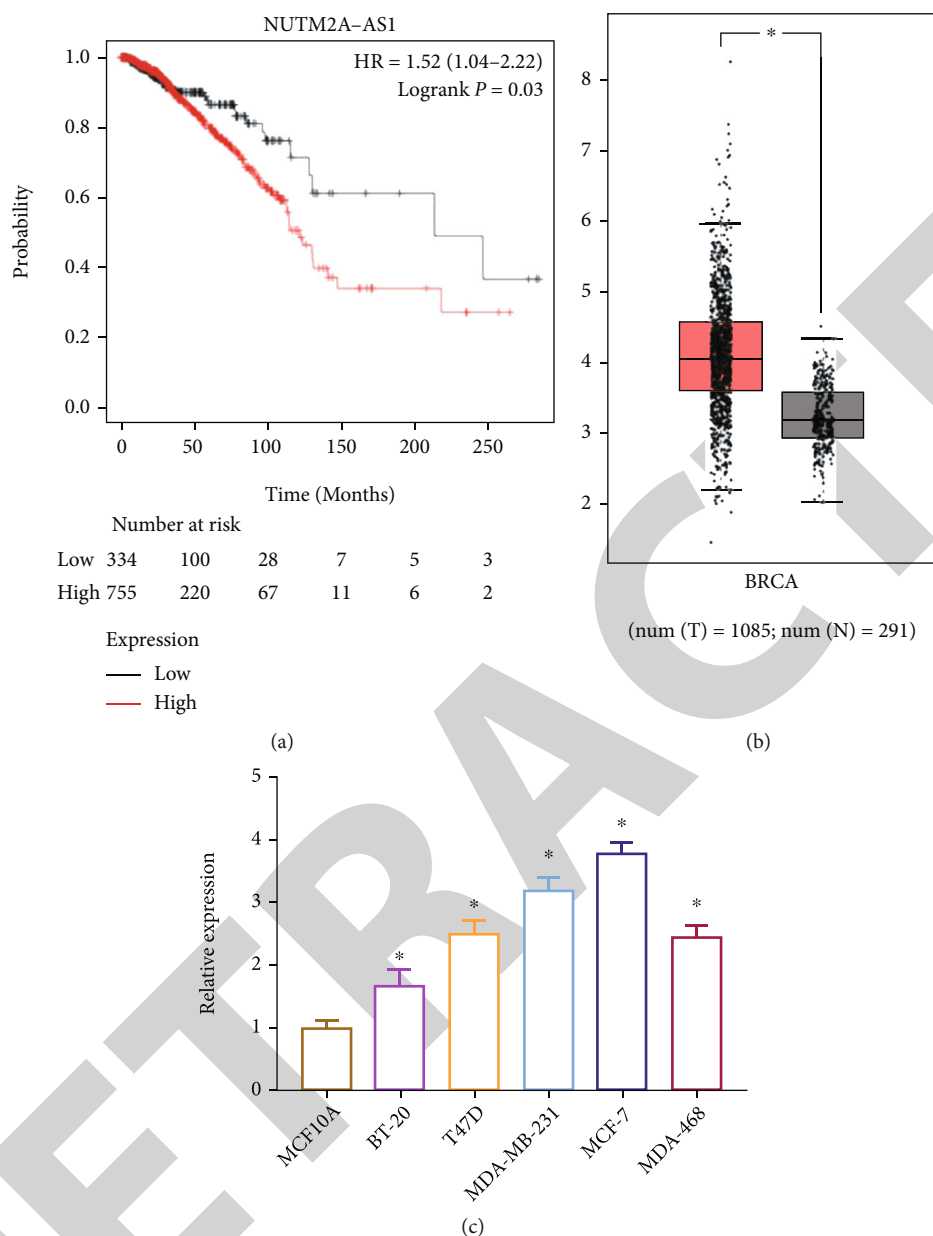 NUTM2A–AS1
HR = 1.52 (1.04–2.22)
Logrank P = 0.03
Probability
1.0
0.8
0.6
0.4
0.2
0.0
0 50 100 150 200 250
Time (Months)
Number at risk
Low 334 100 28 7 5 3
High 755 220 67 11 6 2
Expression
Low
High
(a)
*
8
7
6
5
4
3
2
BRCA
(num (T) = 1085; num (N) = 291)
(b)
Relative expression
5
4
3
2
1
0
* * * * *
MCF10A
BT-20
T47D
MDA-MB-231
MCF-7
MDA-468
(c)
ETRACTE